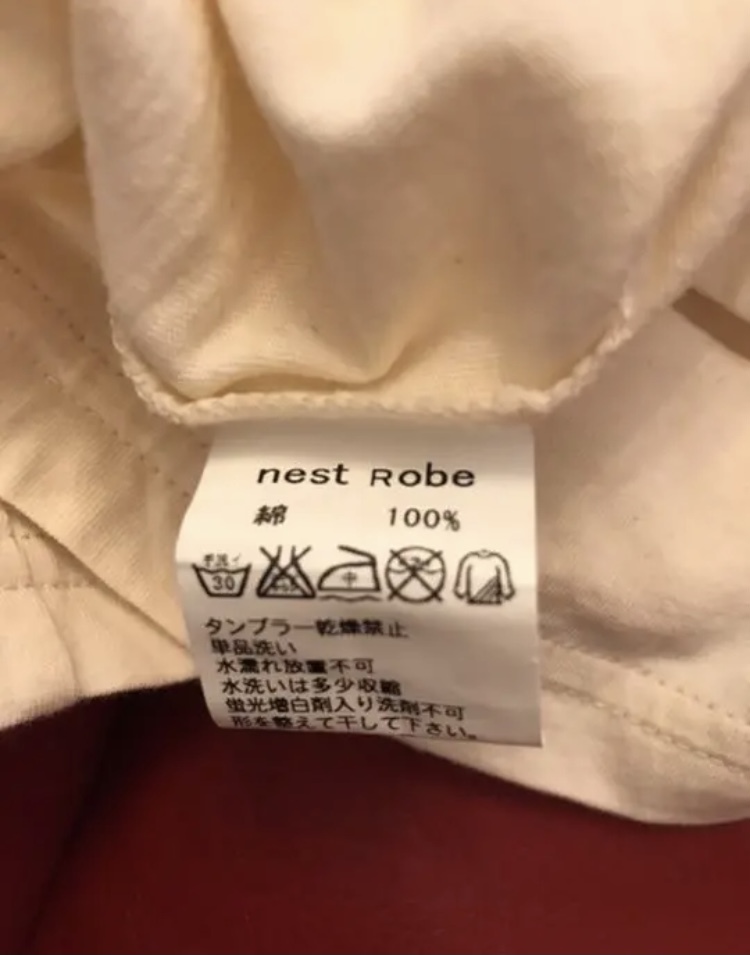 nest Robe
綿 100%
手洗イ
30
中
タンブラー乾燥禁止
単品洗い
水濡れ放置不可
水洗いは多少収縮
蛍光増白剤入り洗剤不可
形を整えて干して下さい。